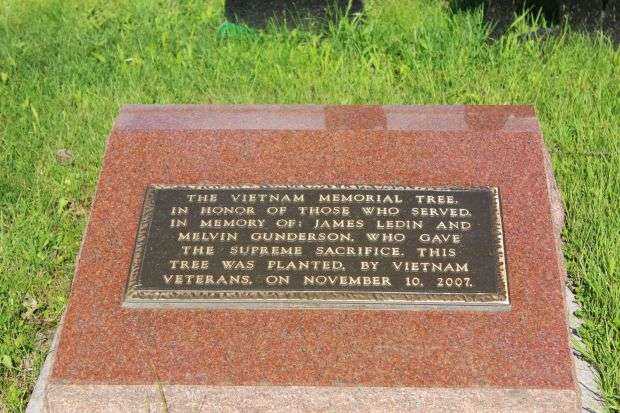 THE VIETNAM MEMORIAL TREE,
IN HONOR OF THOSE WHO SERVED.
IN MEMORY OF: JAMES LEDIN AND
MELVIN GUNDERSON, WHO GAVE
THE SUPREME SACRIFICE. THIS
TREE WAS PLANTED, BY VIETNAM
VETERANS, ON NOVEMBER 10, 2007.